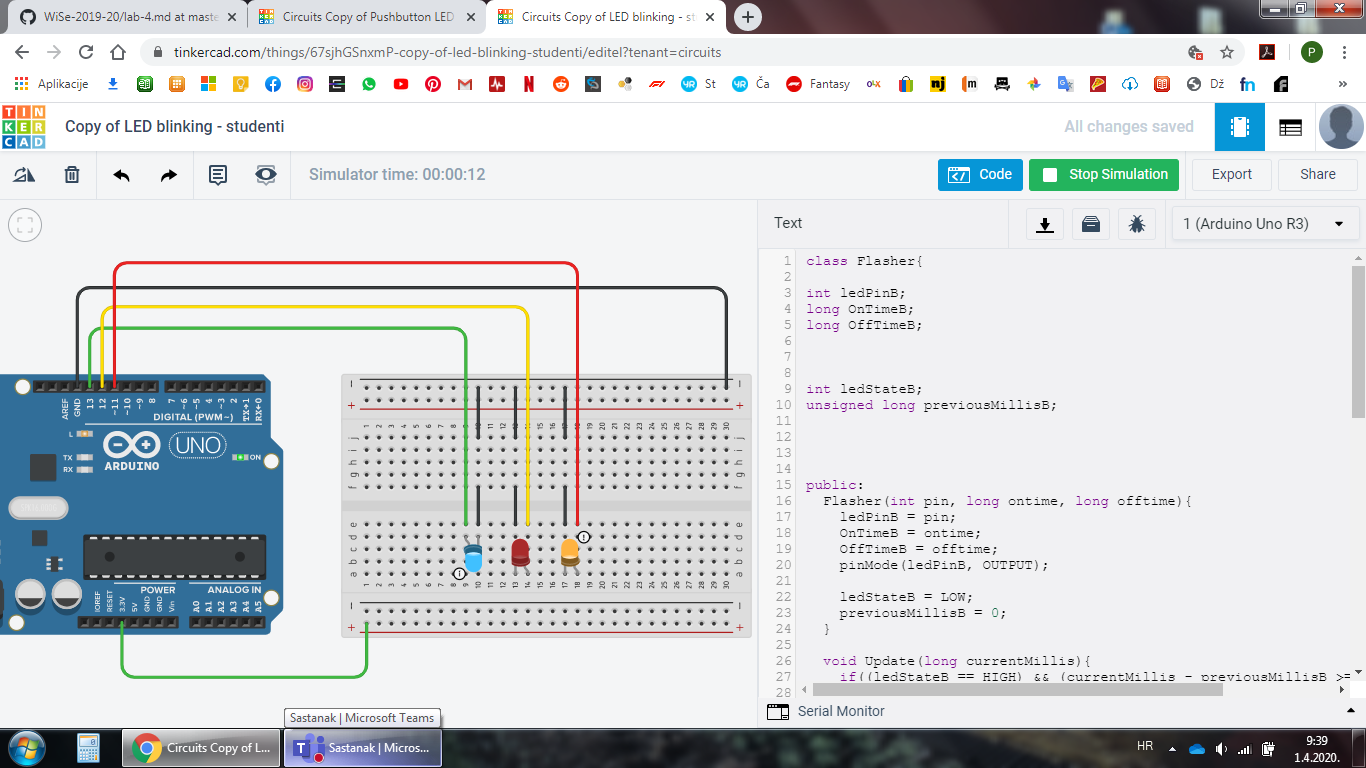 WiSe-2019-20/lab-4.md at maste
Circuits Copy of Pushbutton LED
Circuits Copy of LED blinking - st
tinkercad.com/things/67sjhGSnxmP-copy-of-led-blinking-studenti/editel?tenant=circuits
P
Aplikacije
St
Ča
Fantasy
olx
nj
Dž
fn
»
TIN
KER
CAD
Copy of LED blinking - studenti
All changes saved
Simulator time: 00:00:12
Code
Stop Simulation
Export
Share
Text
1 (Arduino Uno R3)
AREF
GND
13
12
~11
~10
~9
8
7
~6
~5
4
~3
2
TX→1
RX←0
DIGITAL (PWM~)
L
TX
RX
ARDUINO
UNO
ON
POWER
ANALOG IN
IOREF
RESET
3.3V
5V
GND
GND
Vin
A0
A1
A2
A3
A4
A5
1 2 3 4 5 6 7 8 9 10 11 12 13 14 15 16 17 18 19 20 21 22 23 24 25 26 27 28 29 30
j
i
h
g
f
e
d
c
b
a
1 class Flasher{
2
3 int ledPinB;
4 long OnTimeB;
5 long OffTimeB;
6
7
8
9 int ledStateB;
10 unsigned long previousMillisB;
11
12
13
14
15 public:
16 Flasher(int pin, long ontime, long offtime){
17 ledPinB = pin;
18 OnTimeB = ontime;
19 OffTimeB = offtime;
20 pinMode(ledPinB, OUTPUT);
21
22 ledStateB = LOW;
23 previousMillisB = 0;
24 }
25
26 void Update(long currentMillis){
27 if((ledStateB == HIGH) && (currentMillis - previousMillisB >=
28
Serial Monitor
Sastanak | Microsoft Teams
Circuits Copy of L...
Sastanak | Micros...
HR
9:39
1.4.2020.